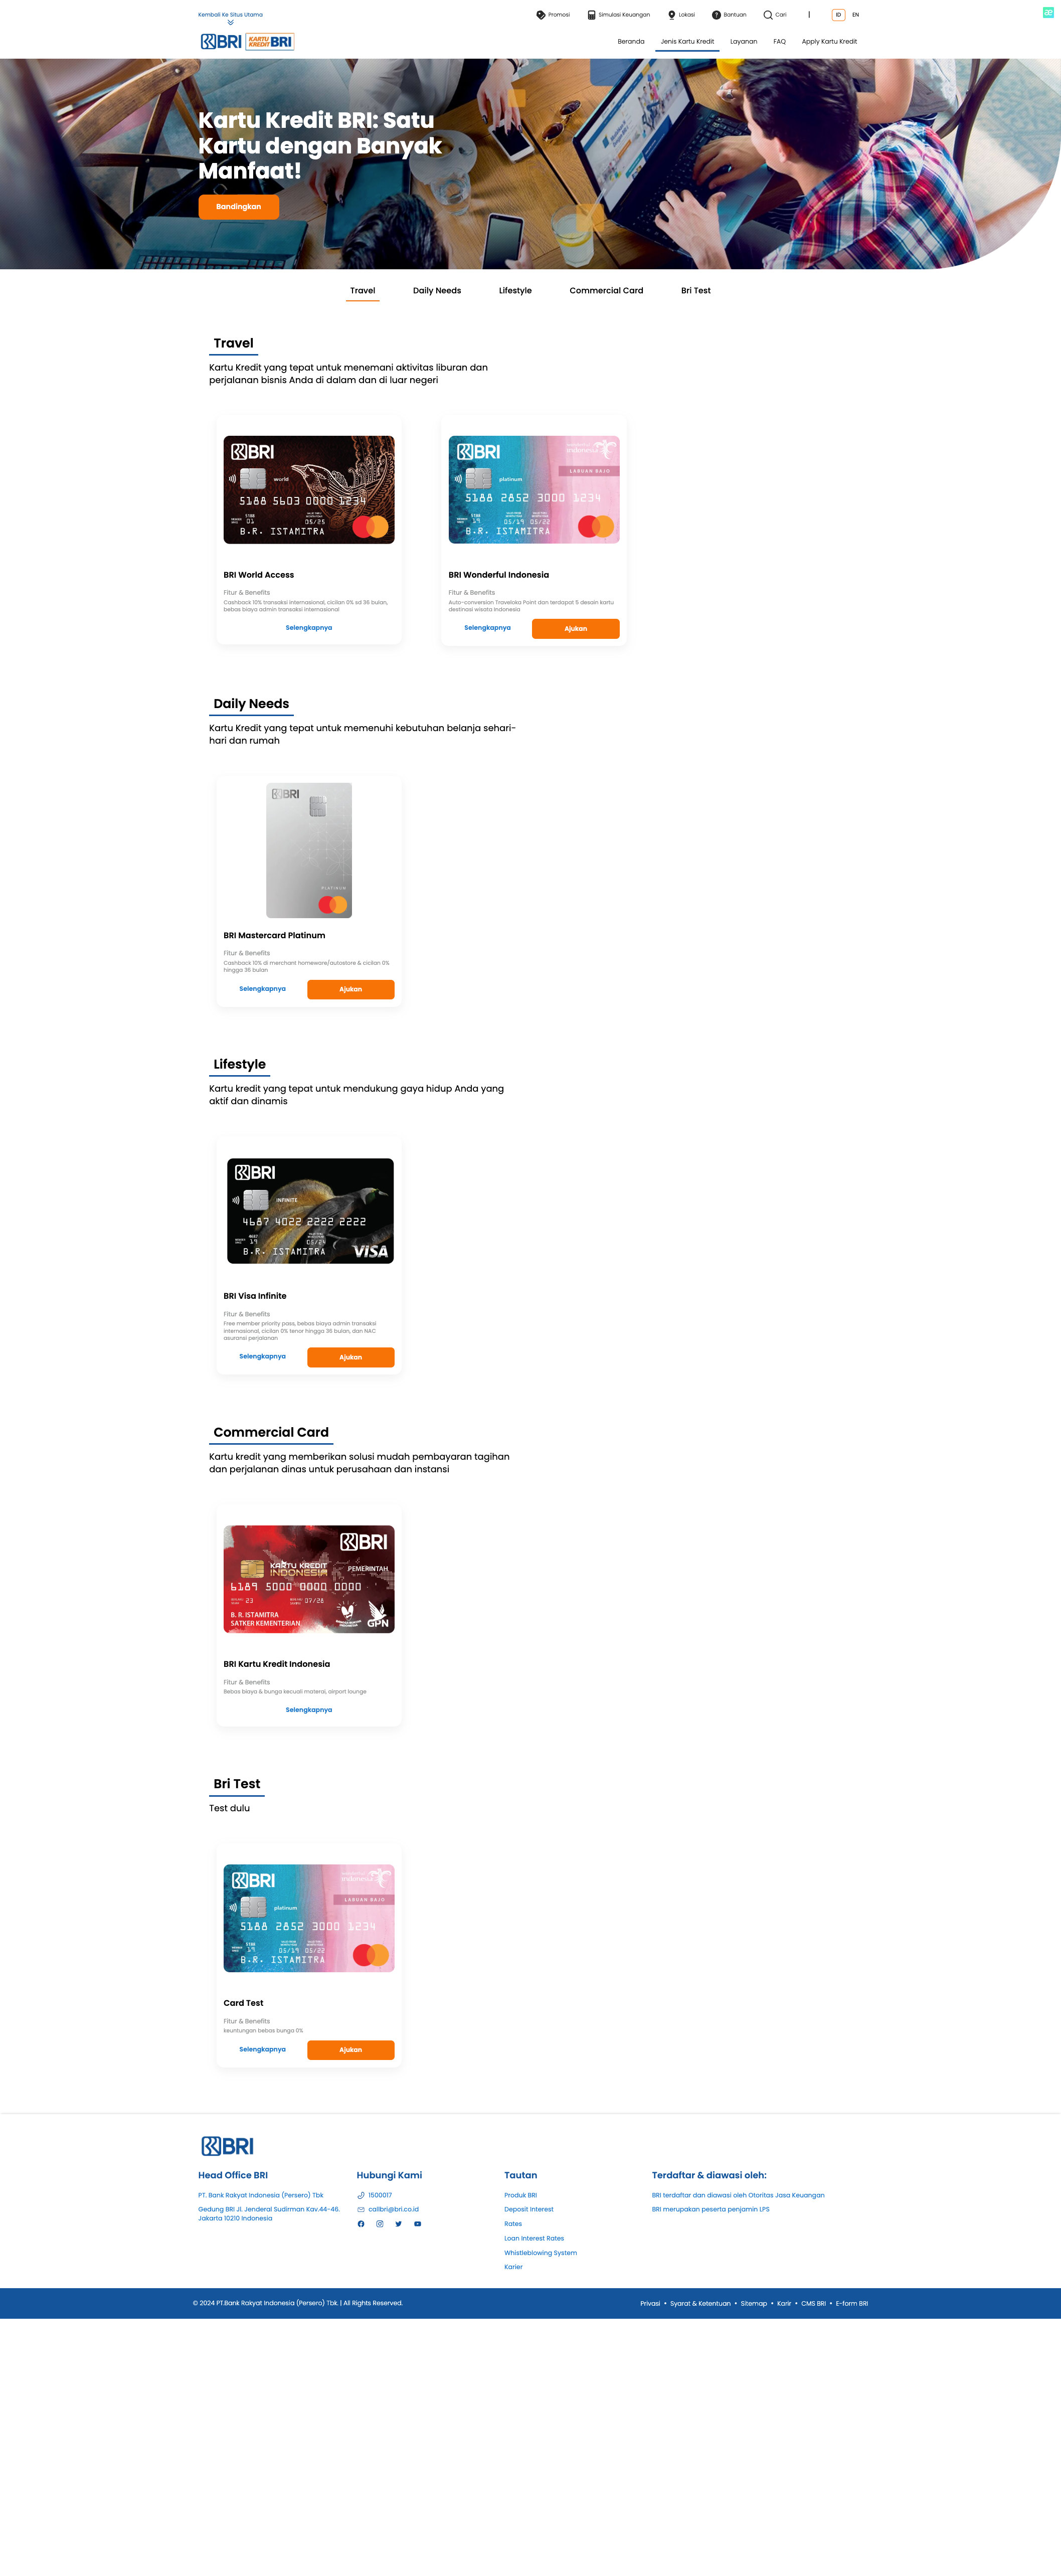 Kembali Ke Situs Utama
Promosi
Simulasi Keuangan
Lokasi
Bantuan
Cari
|
ID
EN
æ
BRI KARTU KREDIT BRI
Beranda
Jenis Kartu Kredit
Layanan
FAQ
Apply Kartu Kredit
Kartu Kredit BRI: Satu
Kartu dengan Banyak
Manfaat!
Bandingkan
Travel
Daily Needs
Lifestyle
Commercial Card
Bri Test
Travel
Kartu Kredit yang tepat untuk menemani aktivitas liburan dan
perjalanan bisnis Anda di dalam dan di luar negeri
BRI
world
5188 5603 0000 1234
01
05/25
B.R. ISTAMITRA
BRI World Access
Fitur & Benefits
Cashback 10% transaksi internasional, cicilan 0% sd 36 bulan,
bebas biaya admin transaksi internasional
Selengkapnya
BRI
indonesia
LABUAN BAJO
platinum
5188 2852 3000 1234
19
05/19 05/22
B.R. ISTAMITRA
BRI Wonderful Indonesia
Fitur & Benefits
Auto-conversion Traveloka Point dan terdapat 5 desain kartu
destinasi wisata Indonesia
Selengkapnya
Ajukan
Daily Needs
Kartu Kredit yang tepat untuk memenuhi kebutuhan belanja sehari-
hari dan rumah
BRI
PLATINUM
BRI Mastercard Platinum
Fitur & Benefits
Cashback 10% di merchant homeware/autostore & cicilan 0%
hingga 36 bulan
Selengkapnya
Ajukan
Lifestyle
Kartu kredit yang tepat untuk mendukung gaya hidup Anda yang
aktif dan dinamis
BRI
INFINITE
4687 4022 2222 2222
19
05/24
B.R. ISTAMITRA
VISA
BRI Visa Infinite
Fitur & Benefits
Free member priority pass, bebas biaya admin transaksi
internasional, cicilan 0% tenor hingga 36 bulan, dan NAC
asuransi perjalanan
Selengkapnya
Ajukan
Commercial Card
Kartu kredit yang memberikan solusi mudah pembayaran tagihan
dan perjalanan dinas untuk perusahaan dan instansi
BRI
KARTU KREDIT
INDONESIA
PEMERINTAH
6189 5000 0000 0000
23
07/28
B. R. ISTAMITRA
SATKER KEMENTERIAN
GPN
BRI Kartu Kredit Indonesia
Fitur & Benefits
Bebas biaya & bunga kecuali materai, airport lounge
Selengkapnya
Bri Test
Test dulu
BRI
indonesia
LABUAN BAJO
platinum
5188 2852 3000 1234
19
05/19 05/22
B.R. ISTAMITRA
Card Test
Fitur & Benefits
keuntungan bebas bunga 0%
Selengkapnya
Ajukan
BRI
Head Office BRI
PT. Bank Rakyat Indonesia (Persero) Tbk
Gedung BRI Jl. Jenderal Sudirman Kav.44-46.
Jakarta 10210 Indonesia
Hubungi Kami
1500017
callbri@bri.co.id
Tautan
Produk BRI
Deposit Interest
Rates
Loan Interest Rates
Whistleblowing System
Karier
Terdaftar & diawasi oleh:
BRI terdaftar dan diawasi oleh Otoritas Jasa Keuangan
BRI merupakan peserta penjamin LPS
© 2024 PT.Bank Rakyat Indonesia (Persero) Tbk. | All Rights Reserved.
Privasi • Syarat & Ketentuan • Sitemap • Karir • CMS BRI • E-form BRI